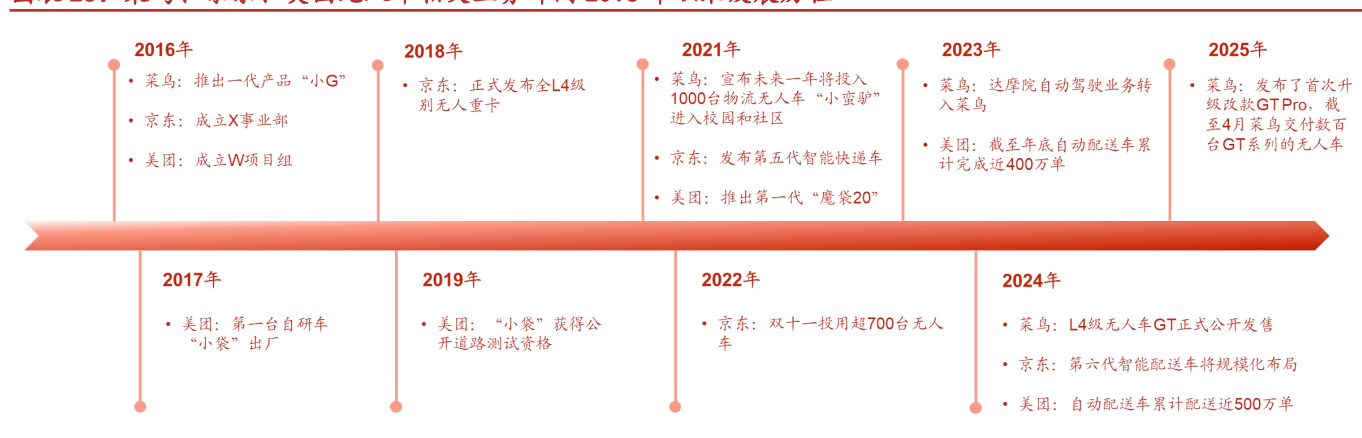 2016年
• 菜鸟：推出一代产品“小G”
• 京东：成立X事业部
• 美团：成立W项目组
2018年
• 京东：正式发布全L4级
别无人重卡
2021年
• 菜鸟：宣布未来一年将投入
1000台物流无人车“小蛮驴”
进入校园和社区
• 京东：发布第五代智能快递车
• 美团：推出第一代“魔袋20”
2023年
• 菜鸟：达摩院自动驾驶业务转
入菜鸟
• 美团：截至年底自动配送车累
计完成近400万单
2025年
• 菜鸟：发布了首次升
级改款GT Pro，截
至4月菜鸟交付数百
台GT系列的无人车
2017年
• 美团：第一台自研车
“小袋”出厂
2019年
• 美团：“小袋”获得公
开道路测试资格
2022年
• 京东：双十一投用超700台无人
车
2024年
• 菜鸟：L4级无人车GT正式公开发售
• 京东：第六代智能配送车将规模化布局
• 美团：自动配送车累计配送近500万单